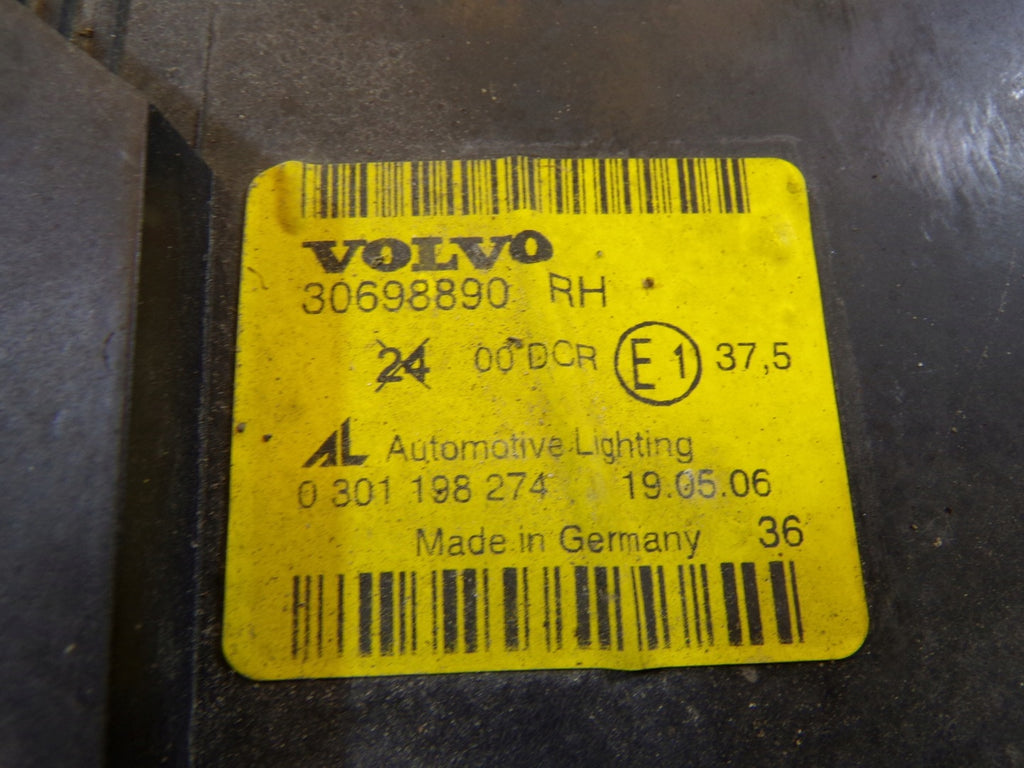 VOLVO
30698890 RH
24 00 DCR E1 37,5
AL Automotive Lighting
0 301 198 274 19.05.06
Made in Germany 36